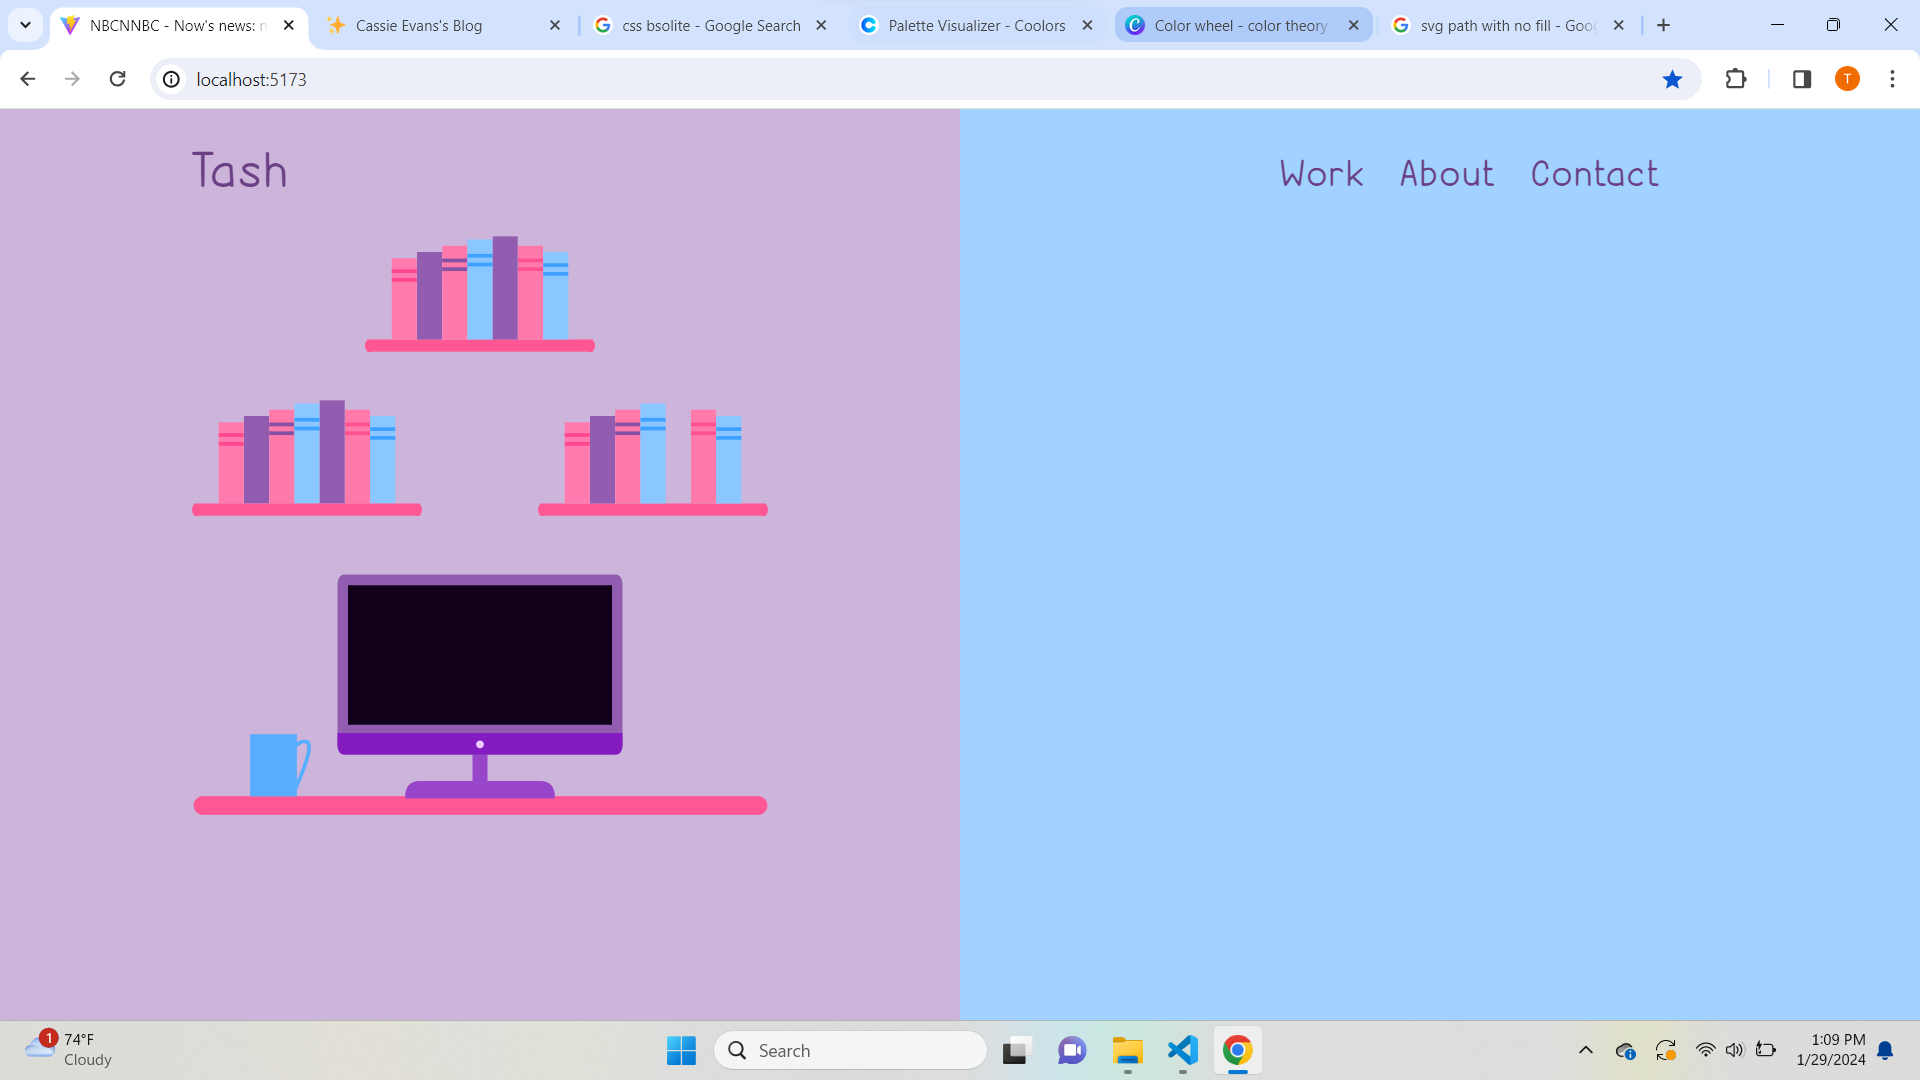 NBCNNBC - Now's news: n
Cassie Evans's Blog
css bsolite - Google Search
Palette Visualizer - Coolors
Color wheel - color theory
svg path with no fill - Goo
localhost:5173
T
Tash
Work About Contact
1
74°F
Cloudy
Search
1:09 PM
1/29/2024